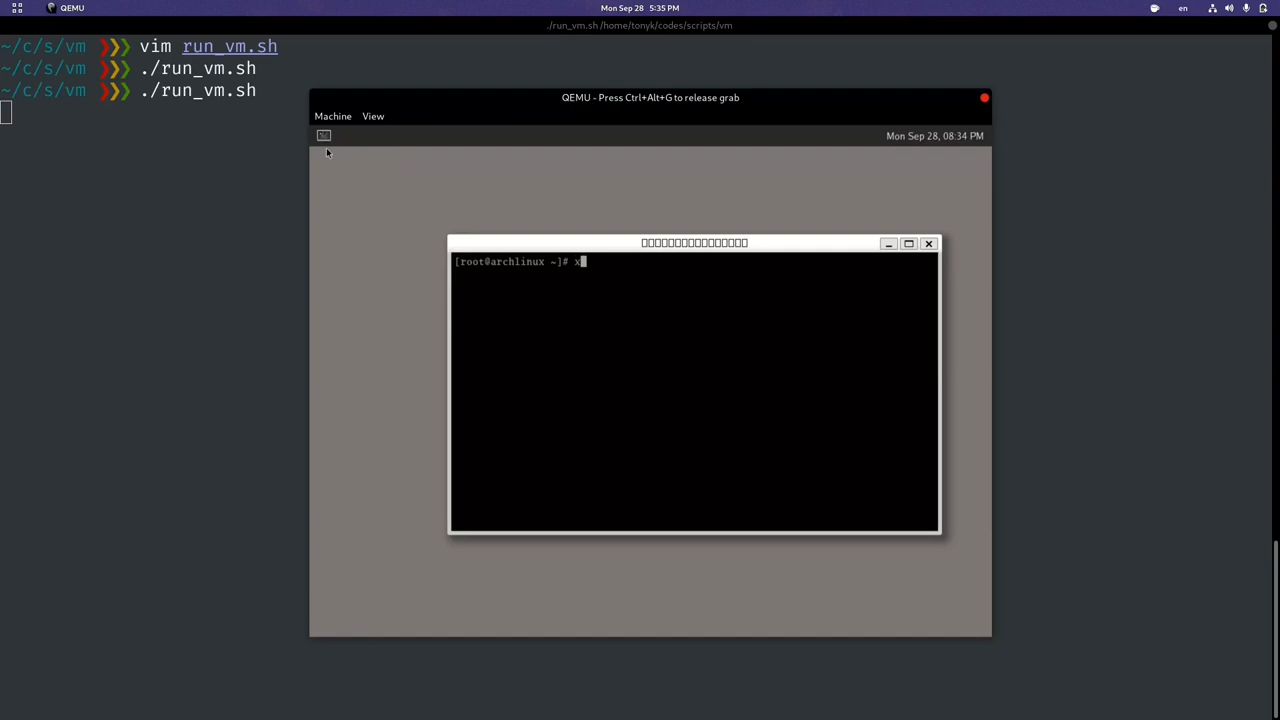 QEMU
Mon Sep 28 5:35 PM
en
./run_vm.sh /home/tonyk/codes/scripts/vm
~/c/s/vm ❯❯❯ vim run_vm.sh
~/c/s/vm ❯❯❯ ./run_vm.sh
~/c/s/vm ❯❯❯ ./run_vm.sh
QEMU - Press Ctrl+Alt+G to release grab
Machine View
Mon Sep 28, 08:34 PM
[root@archlinux ~]# x